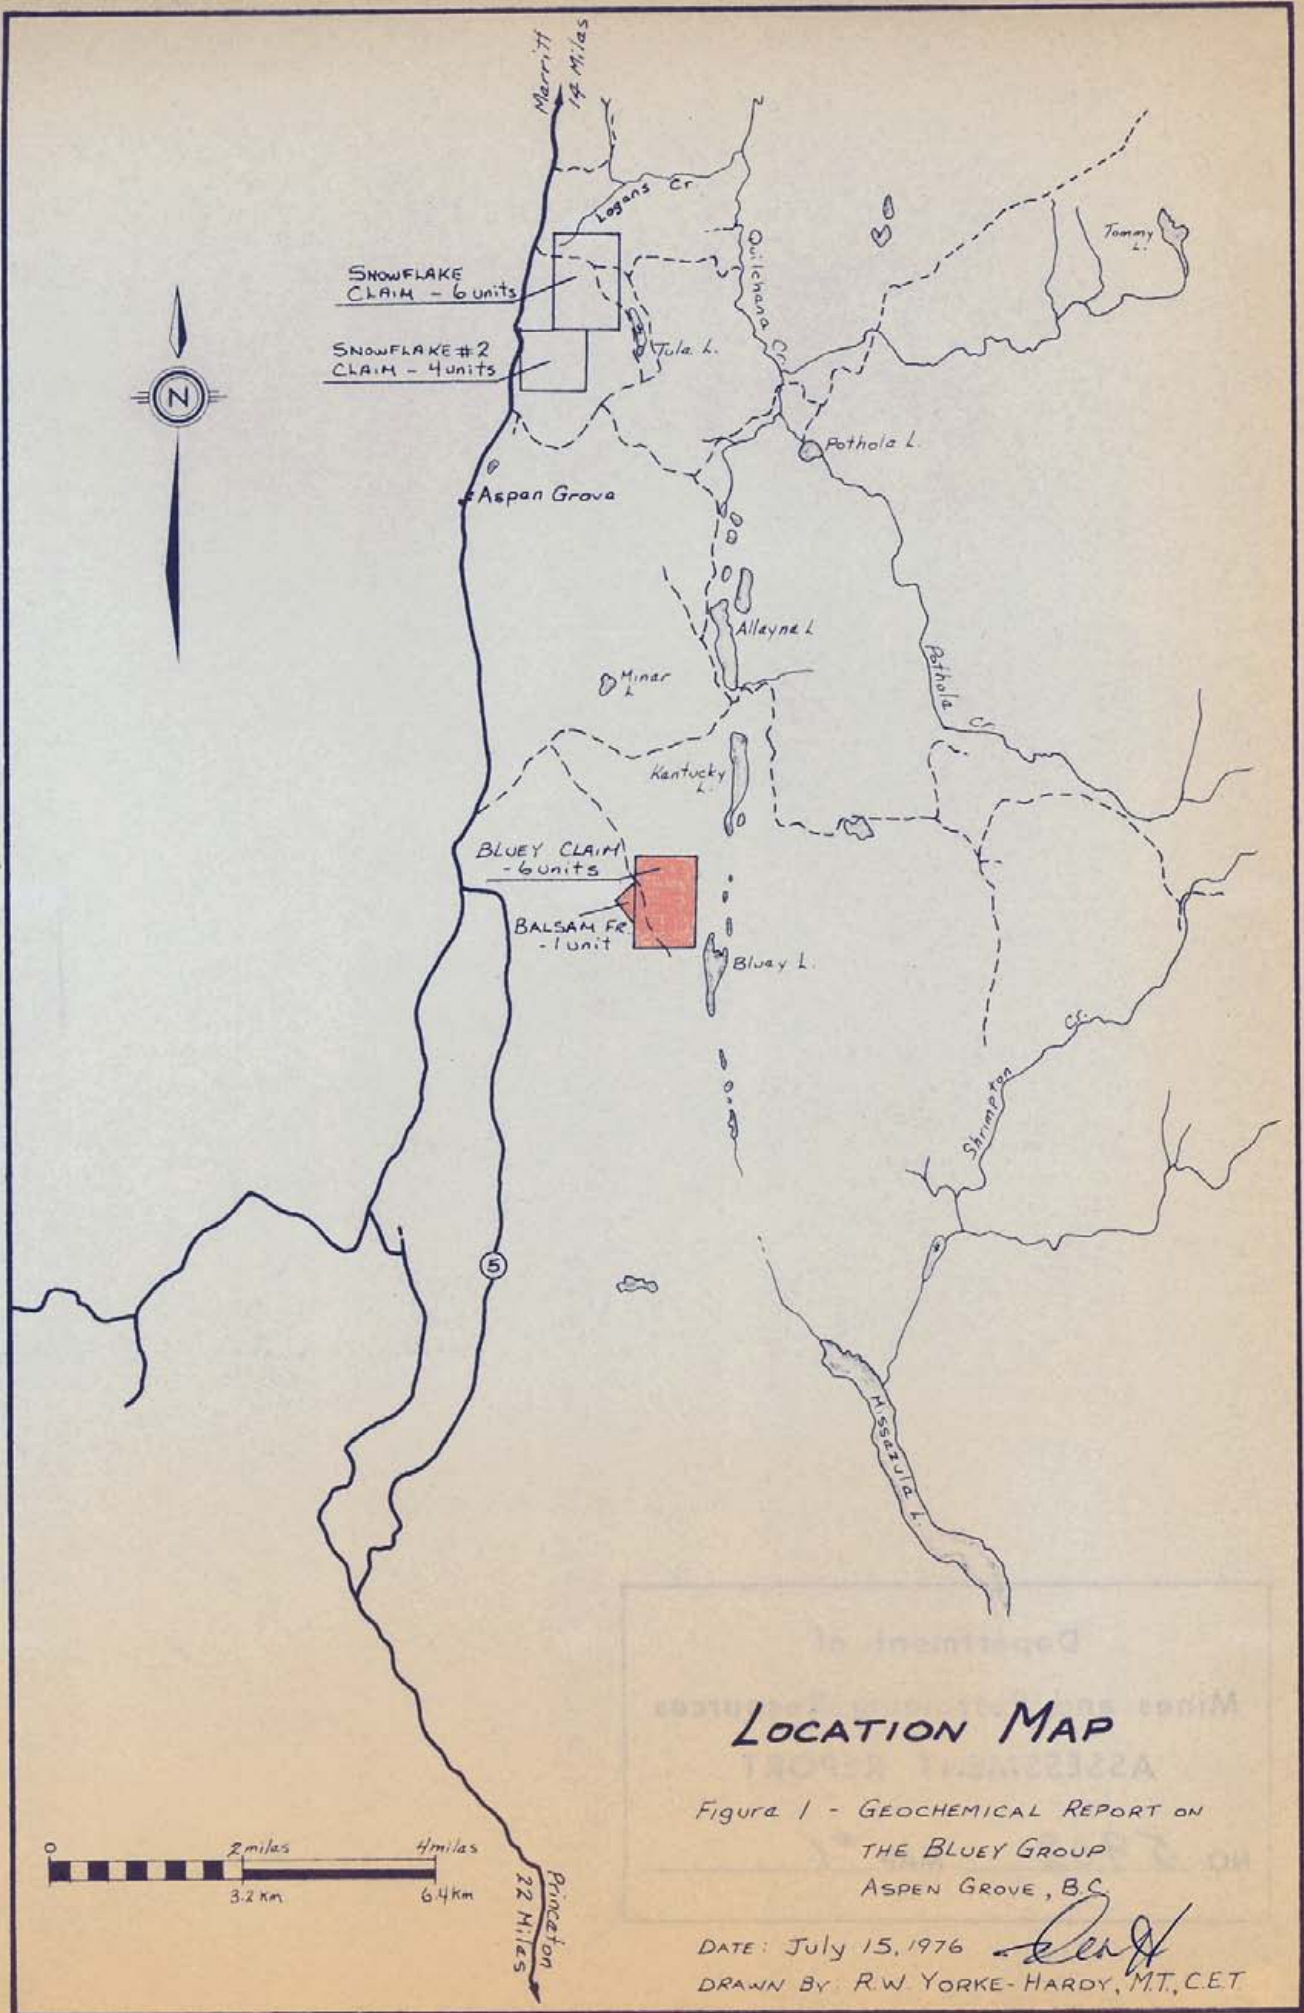 Merritt
14 Miles
Logans Cr.
Quilchena Cr.
Tommy
L.
SNOWFLAKE
CLAIM - 6 units
SNOWFLAKE #2
CLAIM - 4 units
Tule L.
N
Pothole L.
Aspen Grove
Alleyne L
Pothole Cr.
Miner
L
Kentucky
L.
BLUEY CLAIM
- 6 units
BALSAM FR.
- 1 unit
Bluey L.
Shrimpton Cr.
5
Missezula L.
Department of
Mines and Petroleum Resources
ASSESSMENT REPORT
NO
MAP
LOCATION MAP
Figure 1 - GEOCHEMICAL REPORT ON
THE BLUEY GROUP
ASPEN GROVE, B.C.
0 2 miles 4 miles
3.2 km 6.4 km
Princeton
22 Miles
DATE: July 15, 1976
DRAWN BY R.W. YORKE-HARDY, M.T., C.E.T